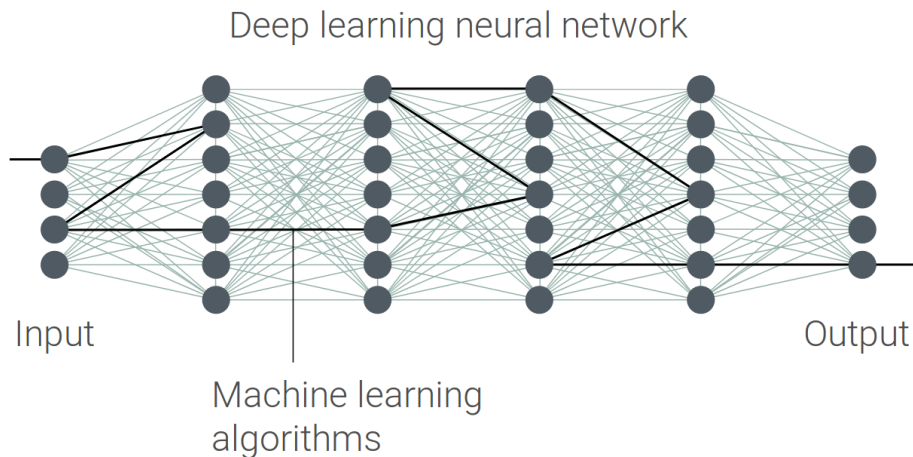 Deep learning neural network
Input
Output
Machine learning
algorithms